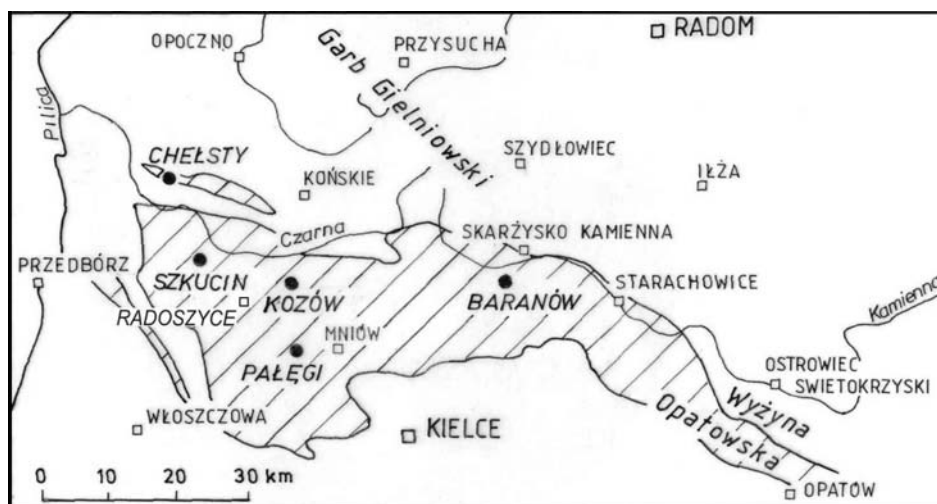 OPOCZNO
PRZYSUCHA
RADOM
Garb Gielniowski
Pilica
CHEŁSTY
KOŃSKIE
SZYDŁOWIEC
IŁŻA
Czarna
SKARŻYSKO KAMIENNA
PRZEDBÓRZ
SZKUCIN
KOZÓW
BARANÓW
STARACHOWICE
RADOSZYCE
Kamienna
MNIÓW
PAŁĘGI
OSTROWIEC
SWIETOKRZYSKI
WŁOSZCZOWA
KIELCE
Wyżyna
Opatowska
OPATÓW
0 10 20 30 km